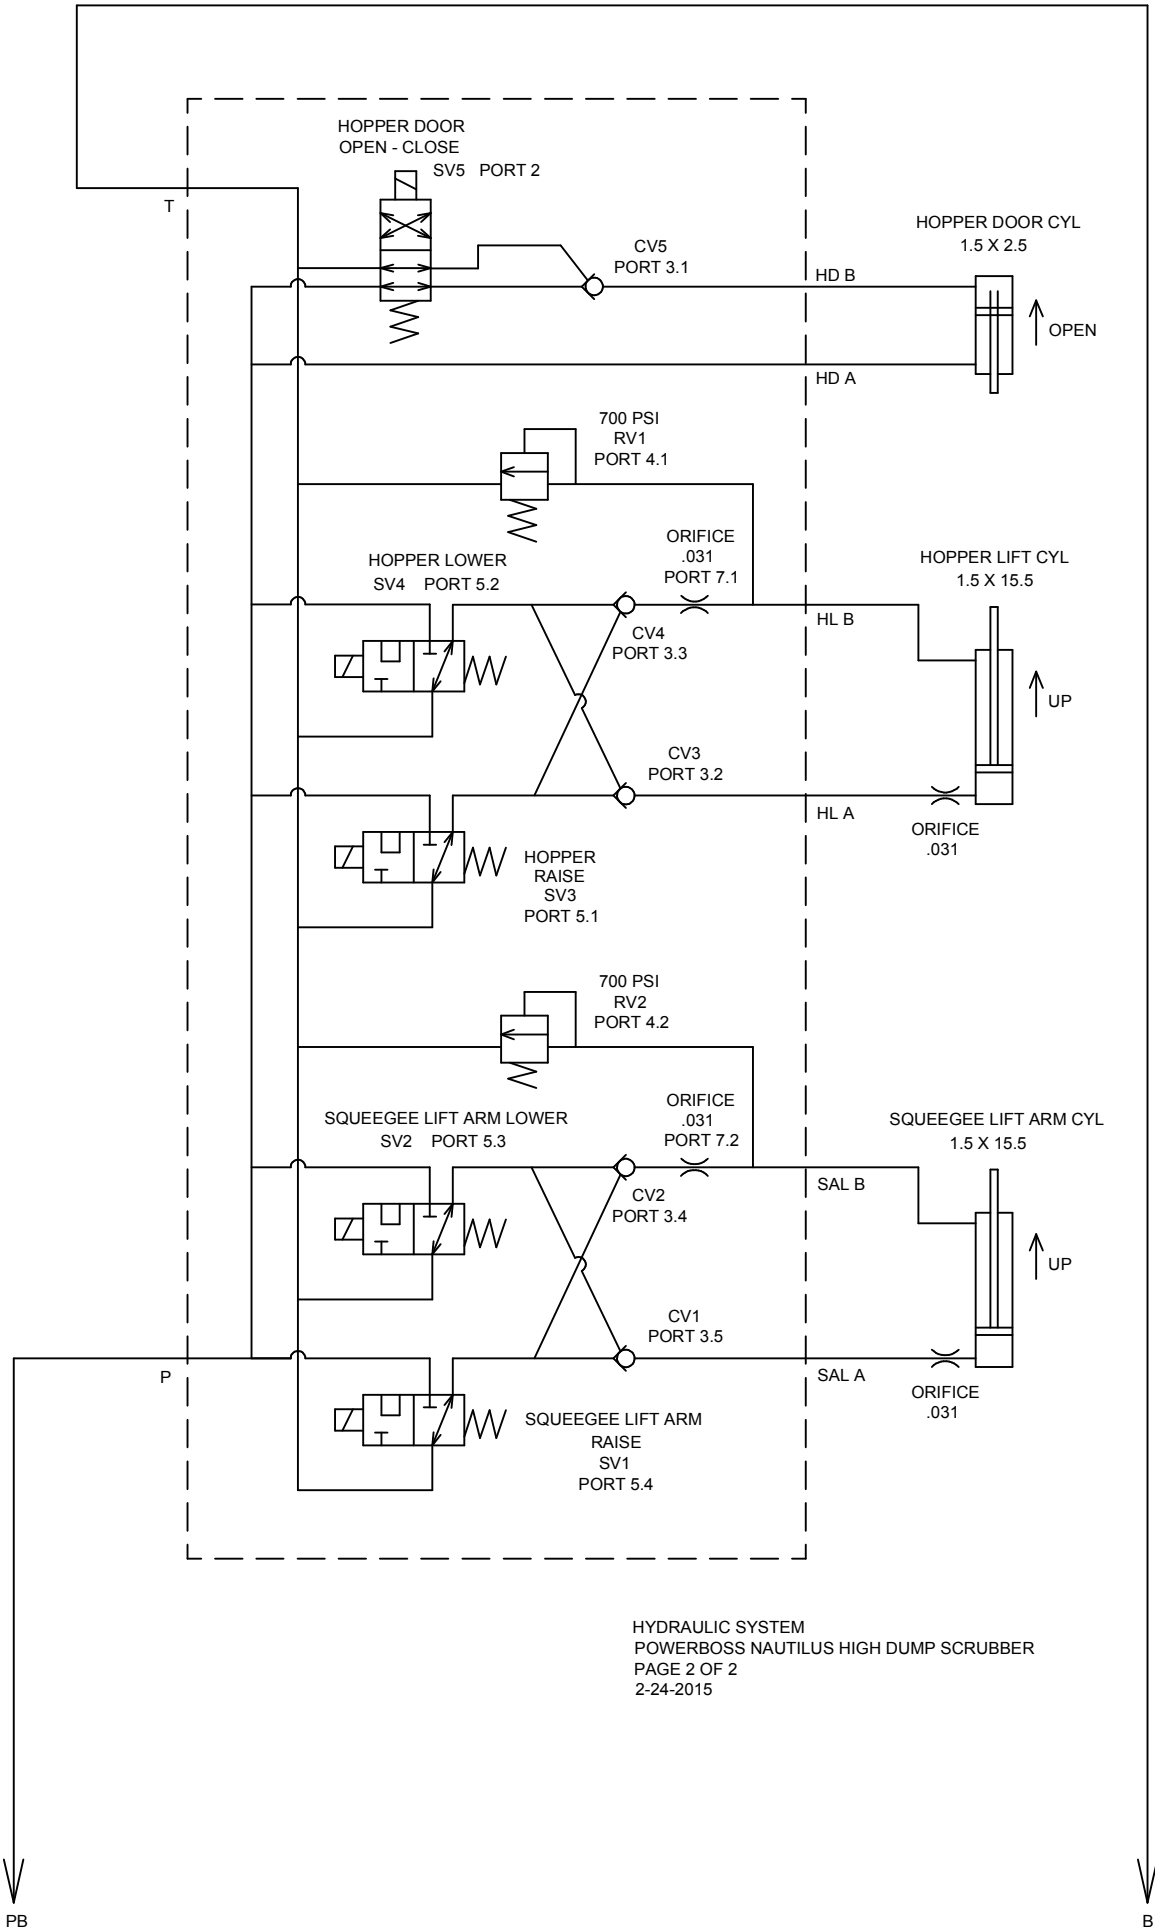 HOPPER DOOR
OPEN - CLOSE
SV5 PORT 2
T
CV5
PORT 3.1
HD B
HOPPER DOOR CYL
1.5 X 2.5
OPEN
HD A
700 PSI
RV1
PORT 4.1
HOPPER LOWER
SV4 PORT 5.2
ORIFICE
.031
PORT 7.1
HOPPER LIFT CYL
1.5 X 15.5
HL B
CV4
PORT 3.3
UP
CV3
PORT 3.2
HL A
ORIFICE
.031
HOPPER
RAISE
SV3
PORT 5.1
700 PSI
RV2
PORT 4.2
SQUEEGEE LIFT ARM LOWER
SV2 PORT 5.3
ORIFICE
.031
PORT 7.2
SQUEEGEE LIFT ARM CYL
1.5 X 15.5
SAL B
CV2
PORT 3.4
UP
CV1
PORT 3.5
P
SAL A
ORIFICE
.031
SQUEEGEE LIFT ARM
RAISE
SV1
PORT 5.4
HYDRAULIC SYSTEM
POWERBOSS NAUTILUS HIGH DUMP SCRUBBER
PAGE 2 OF 2
2-24-2015
PB
B